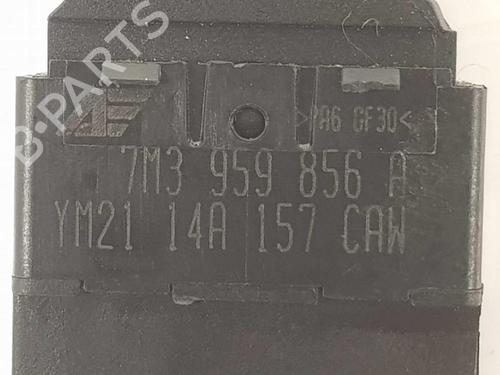 B-PARTS
>PA6 GF30<
7M3 959 856 A
YM21 14A 157 CAW